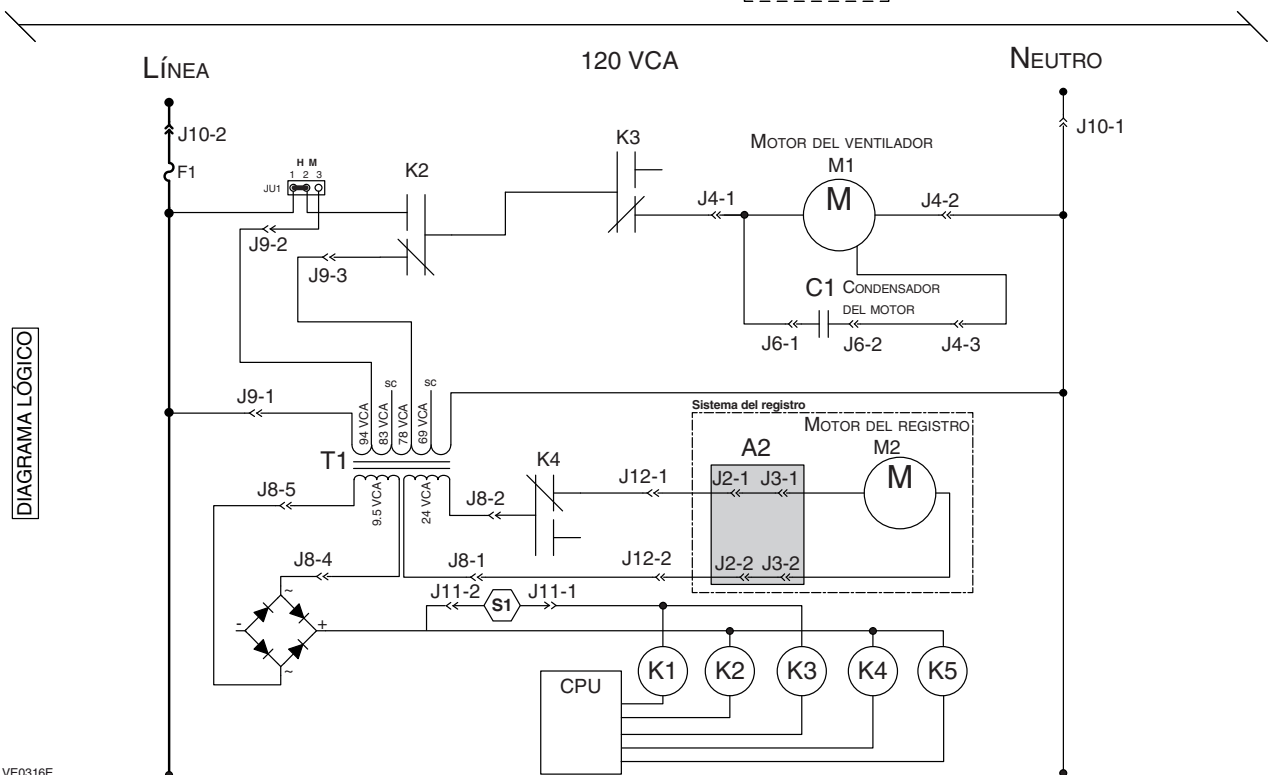 LÍNEA
120 VCA
NEUTRO
J10-2
J10-1
F1
H M
1 2 3
JU1
K2
K3
MOTOR DEL VENTILADOR
M1
M
J4-1
J4-2
J9-2
J9-3
C1 CONDENSADOR
DEL MOTOR
J6-1
J6-2
J4-3
DIAGRAMA LÓGICO
J9-1
94 VCA
83 VCA
78 VCA
69 VCA
SC
SC
T1
9.5 VCA
24 VCA
Sistema del registro
MOTOR DEL REGISTRO
A2
M2
M
K4
J12-1
J2-1
J3-1
J8-5
J8-2
J8-4
J8-1
J12-2
J2-2
J3-2
J11-2
S1
J11-1
~
-
+
~
CPU
K1
K2
K3
K4
K5
VE0316E